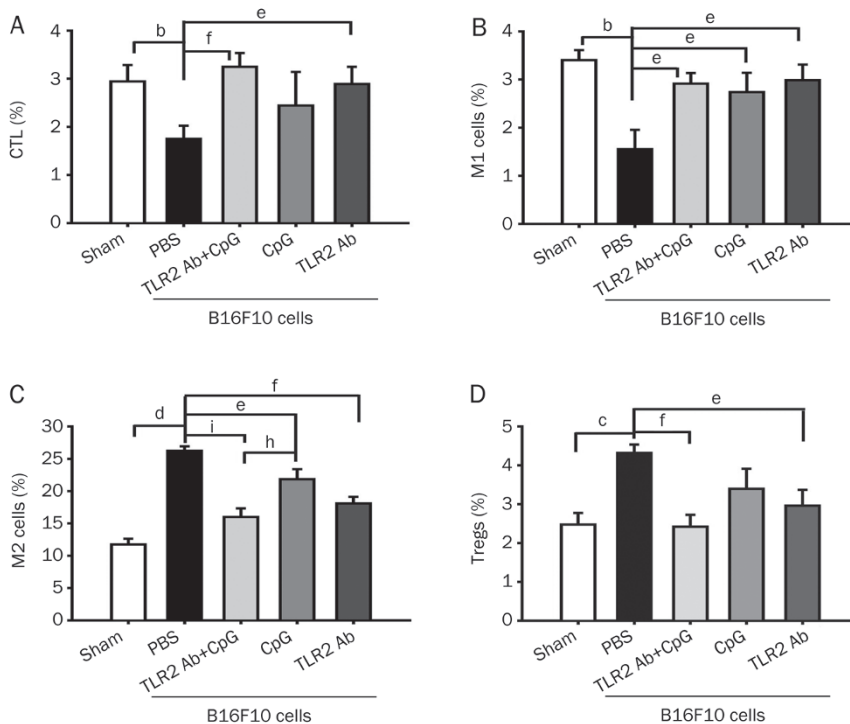 A
CTL (%)
4
3
2
1
0
b
f
e
Sham
PBS
TLR2 Ab+CpG
CpG
TLR2 Ab
B16F10 cells
B
M1 cells (%)
4
3
2
1
0
b
e
e
e
Sham
PBS
TLR2 Ab+CpG
CpG
TLR2 Ab
B16F10 cells
C
M2 cells (%)
30
25
20
15
10
5
0
d
f
e
i
h
Sham
PBS
TLR2 Ab+CpG
CpG
TLR2 Ab
B16F10 cells
D
Tregs (%)
5
4
3
2
1
0
c
e
f
Sham
PBS
TLR2 Ab+CpG
CpG
TLR2 Ab
B16F10 cells